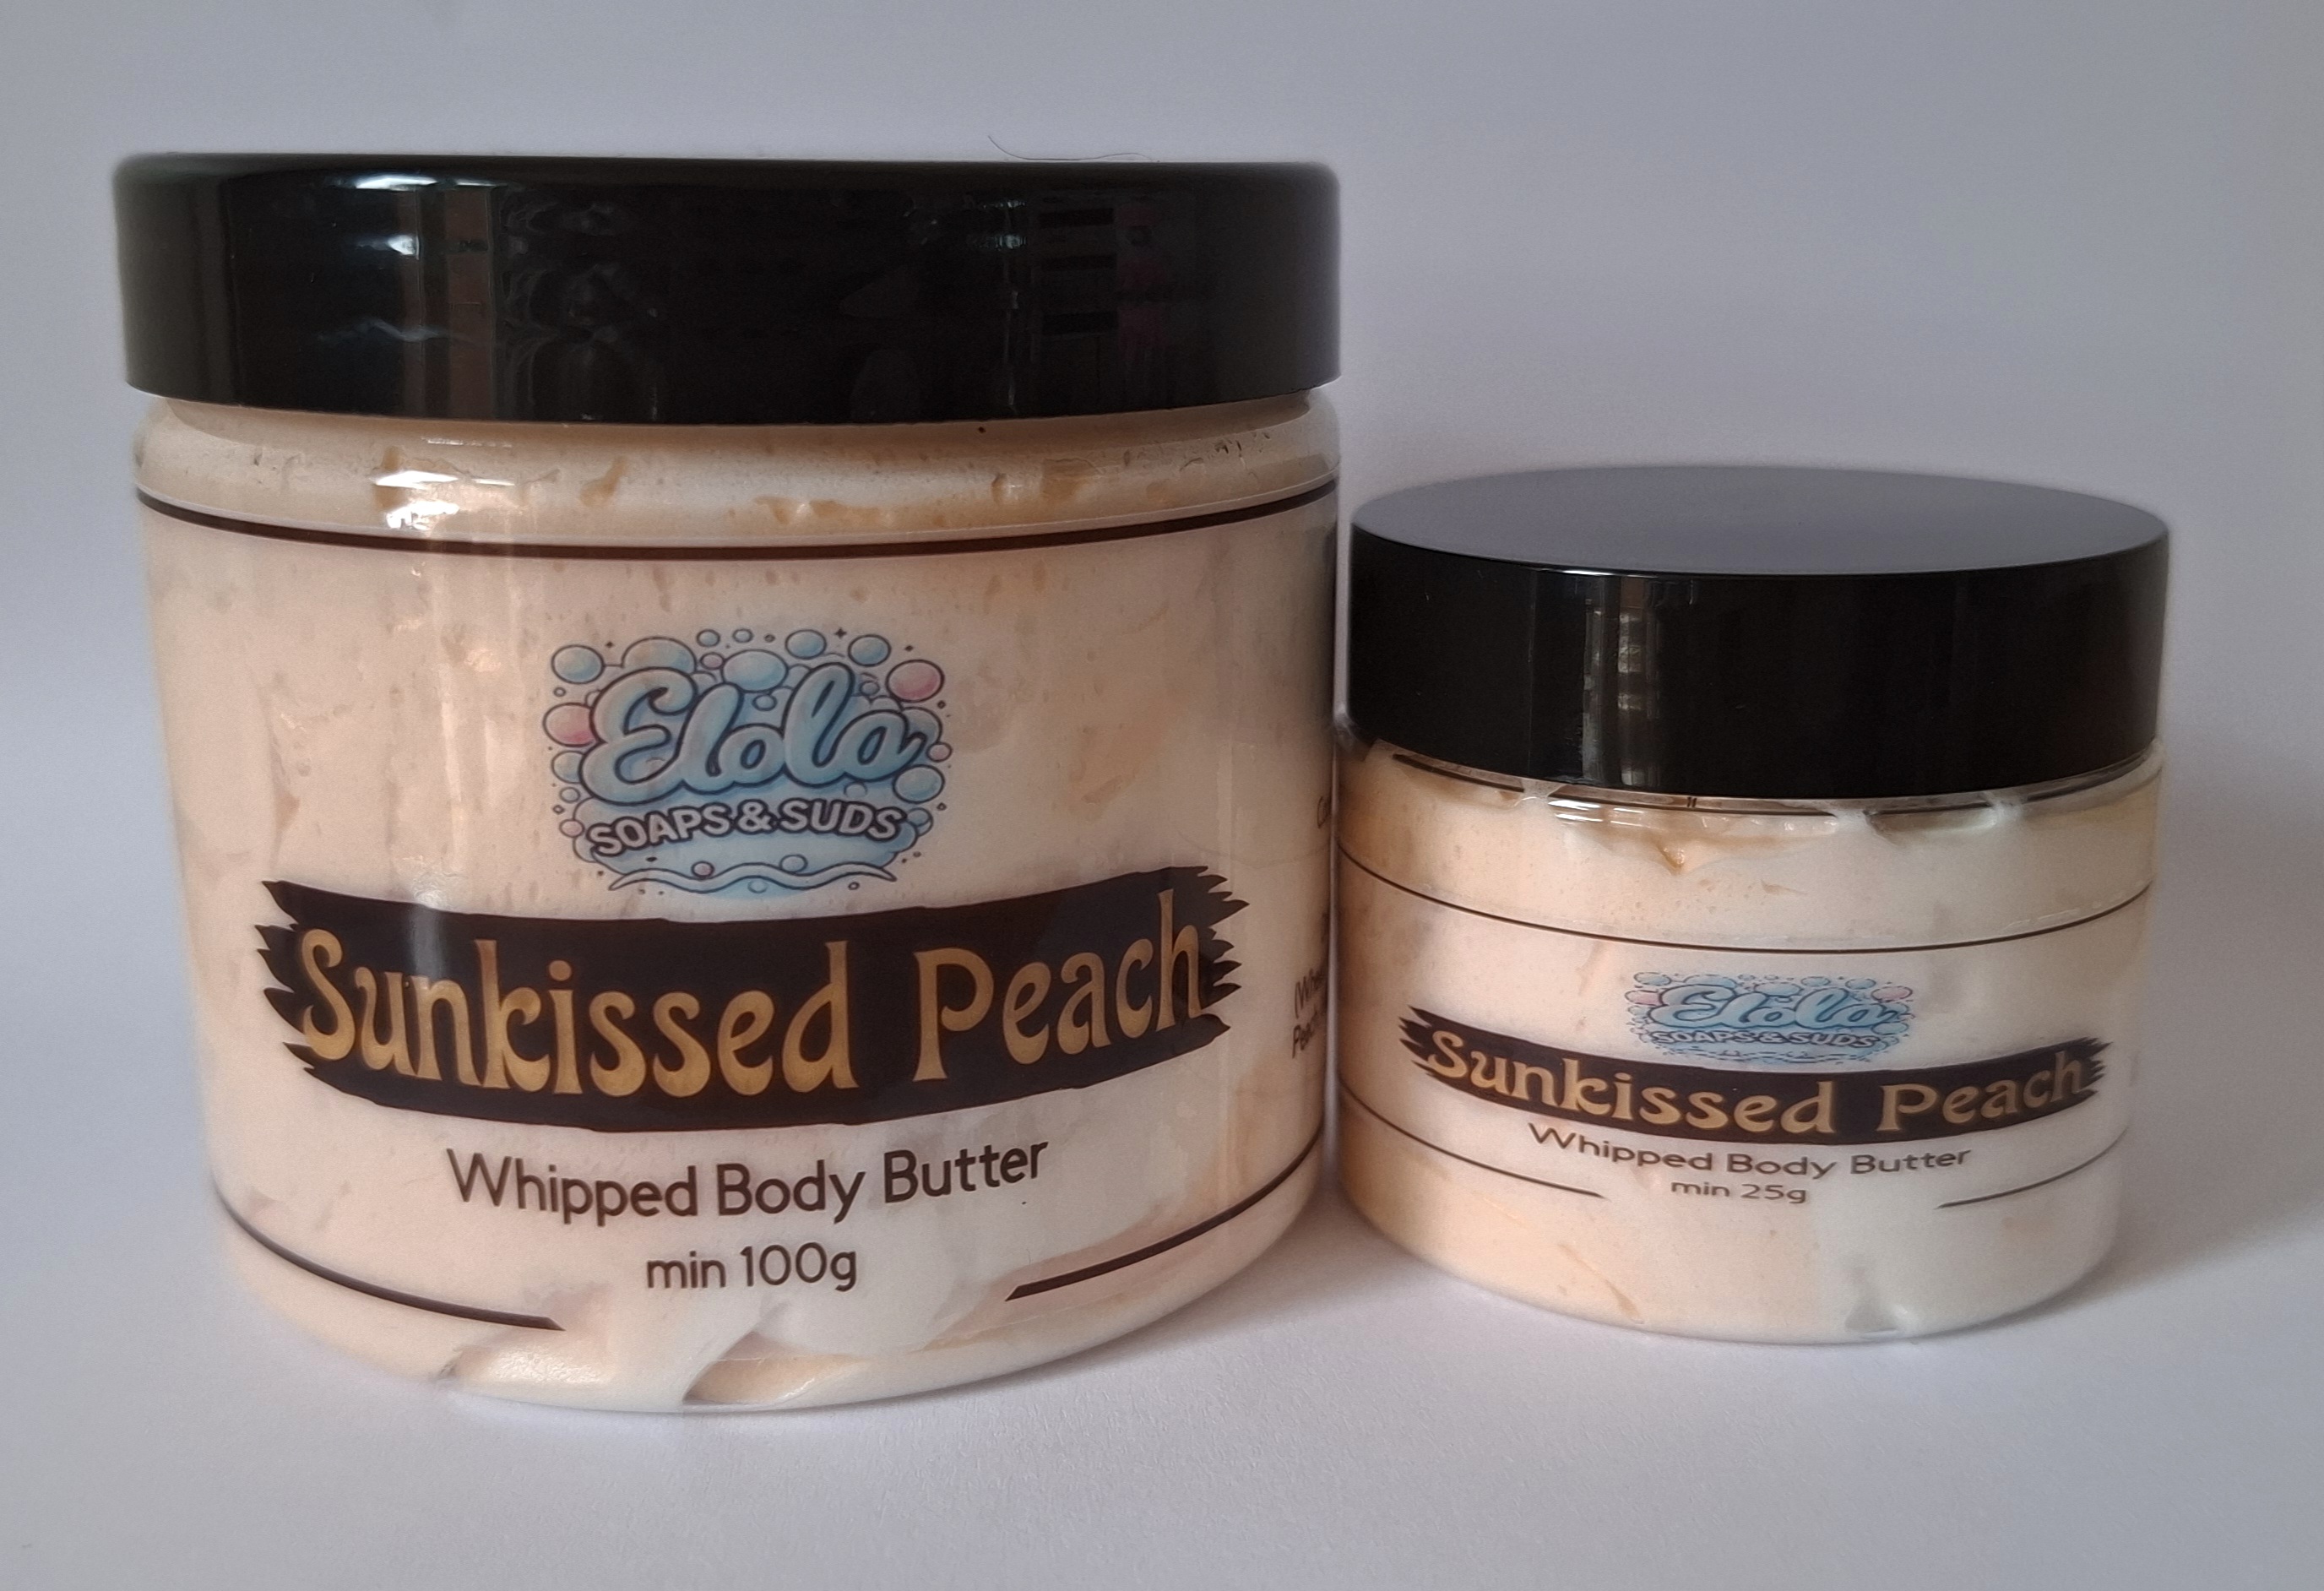 Elola
SOAPS & SUDS
Sunkissed Peach
Whipped Body Butter
min 100g
Elola
SOAPS & SUDS
Sunkissed Peach
Whipped Body Butter
min 25g